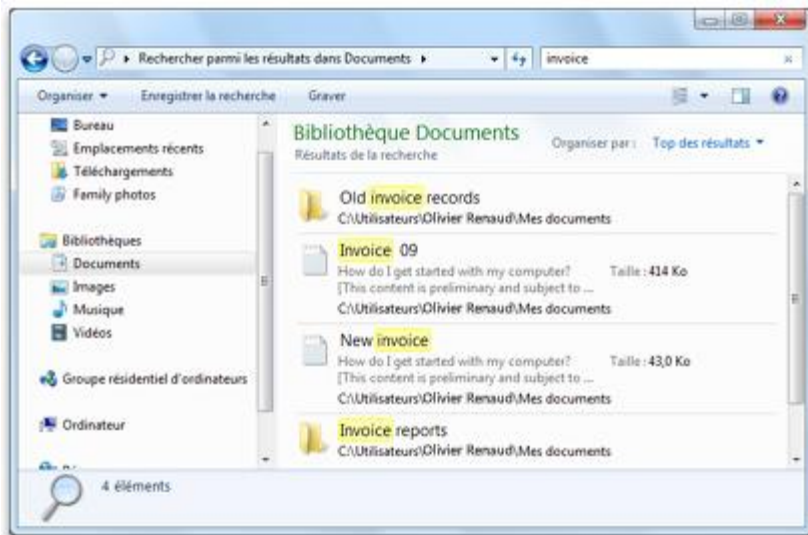 Rechercher parmi les résultats dans Documents
invoice
Organiser
Enregistrer la recherche
Graver
Bureau
Emplacements récents
Téléchargements
Family photos
Bibliothèques
Documents
Images
Musique
Vidéos
Groupe résidentiel d'ordinateurs
Ordinateur
Bibliothèque Documents
Résultats de la recherche
Organiser par : Top des résultats
Old invoice records
C:\Utilisateurs\Olivier Renaud\Mes documents
Invoice 09
How do I get started with my computer? Taille : 414 Ko
[This content is preliminary and subject to ...
C:\Utilisateurs\Olivier Renaud\Mes documents
New invoice
How do I get started with my computer? Taille : 43,0 Ko
[This content is preliminary and subject to ...
C:\Utilisateurs\Olivier Renaud\Mes documents
Invoice reports
C:\Utilisateurs\Olivier Renaud\Mes documents
4 éléments